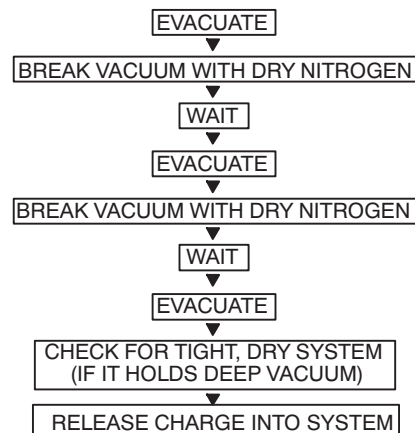 EVACUATE
BREAK VACUUM WITH DRY NITROGEN
WAIT
EVACUATE
BREAK VACUUM WITH DRY NITROGEN
WAIT
EVACUATE
CHECK FOR TIGHT, DRY SYSTEM
(IF IT HOLDS DEEP VACUUM)
RELEASE CHARGE INTO SYSTEM